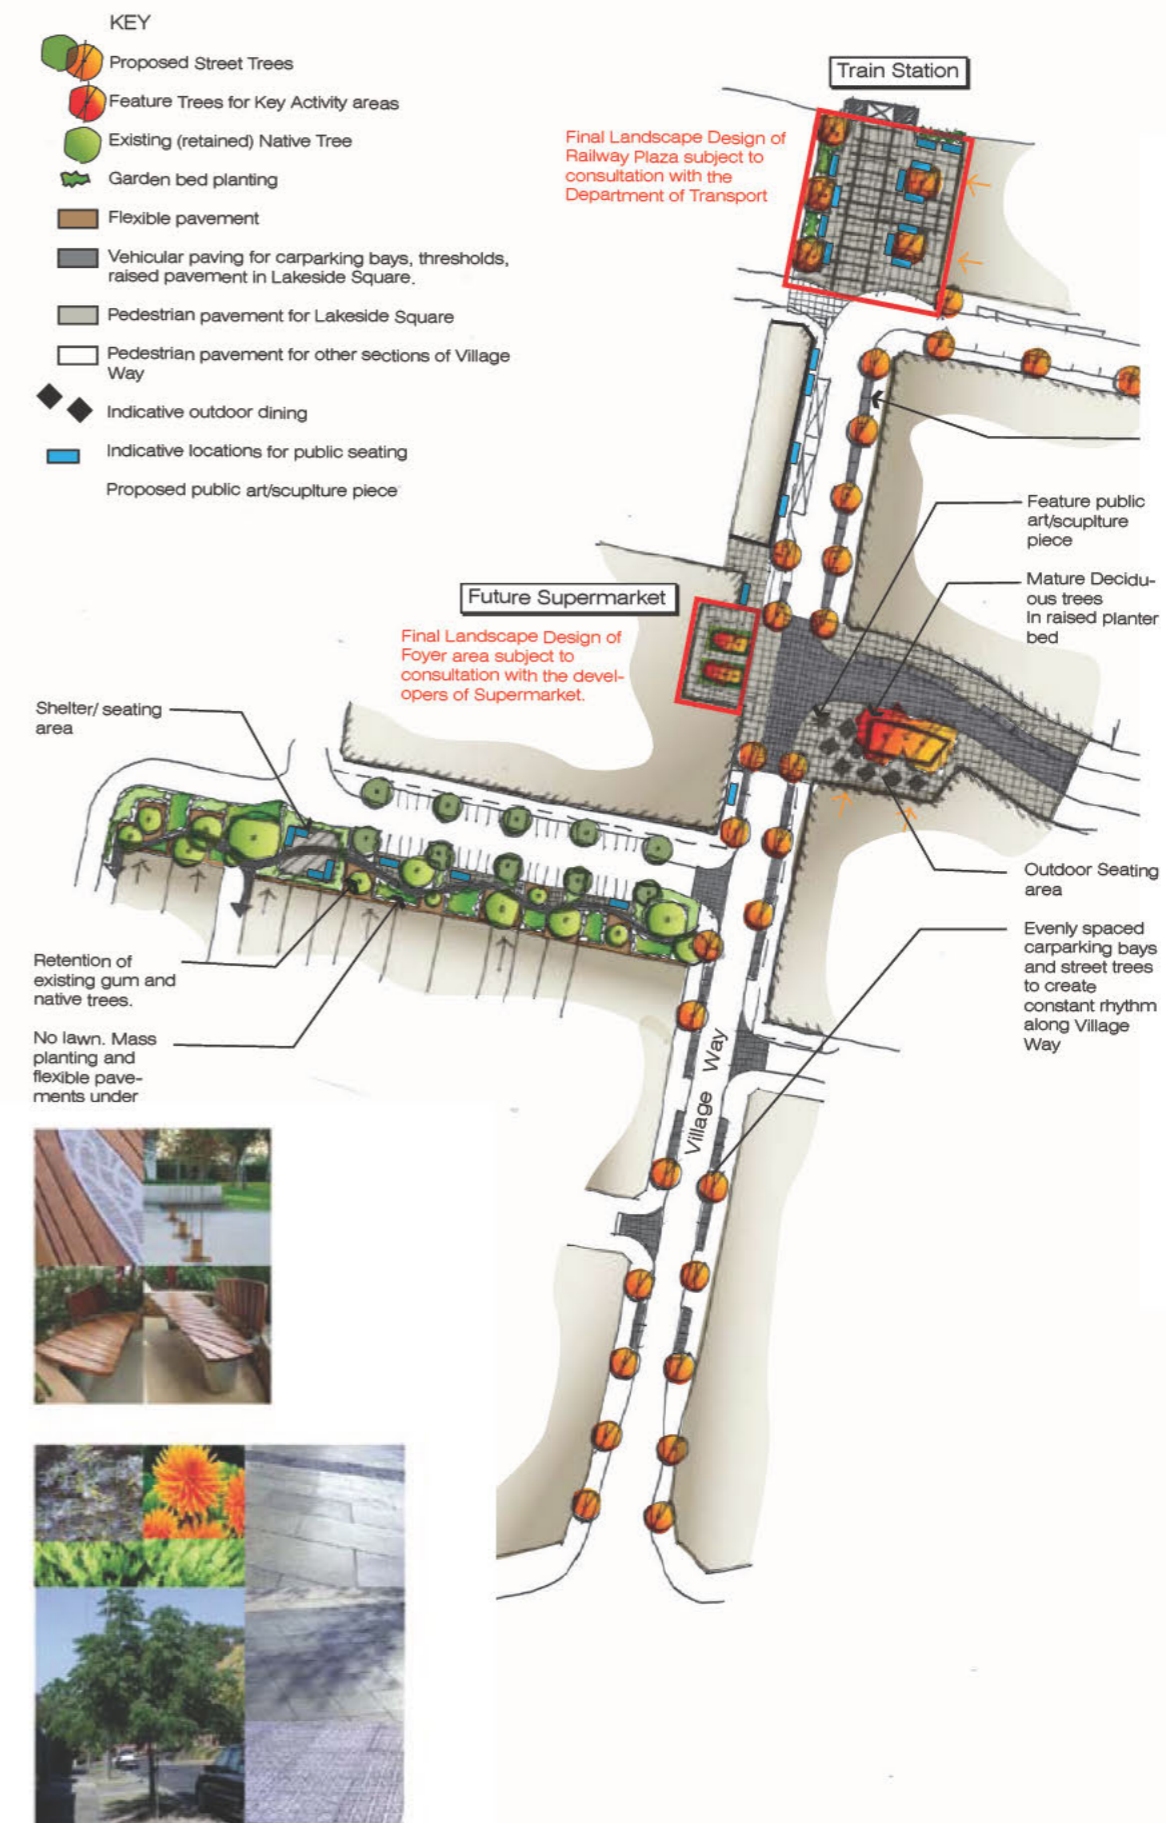 KEY
Proposed Street Trees
Feature Trees for Key Activity areas
Existing (retained) Native Tree
Garden bed planting
Flexible pavement
Vehicular paving for carparking bays, thresholds,
raised pavement in Lakeside Square.
Pedestrian pavement for Lakeside Square
Pedestrian pavement for other sections of Village
Way
Indicative outdoor dining
Indicative locations for public seating
Proposed public art/scuplture piece
Train Station
Final Landscape Design of
Railway Plaza subject to
consultation with the
Department of Transport
Feature public
art/scuplture
piece
Mature Decidu-
ous trees
In raised planter
bed
Future Supermarket
Final Landscape Design of
Foyer area subject to
consultation with the devel-
opers of Supermarket.
Shelter/ seating
area
Outdoor Seating
area
Evenly spaced
carparking bays
and street trees
to create
constant rhythm
along Village
Way
Retention of
existing gum and
native trees.
No lawn. Mass
planting and
flexible pave-
ments under
Village Way